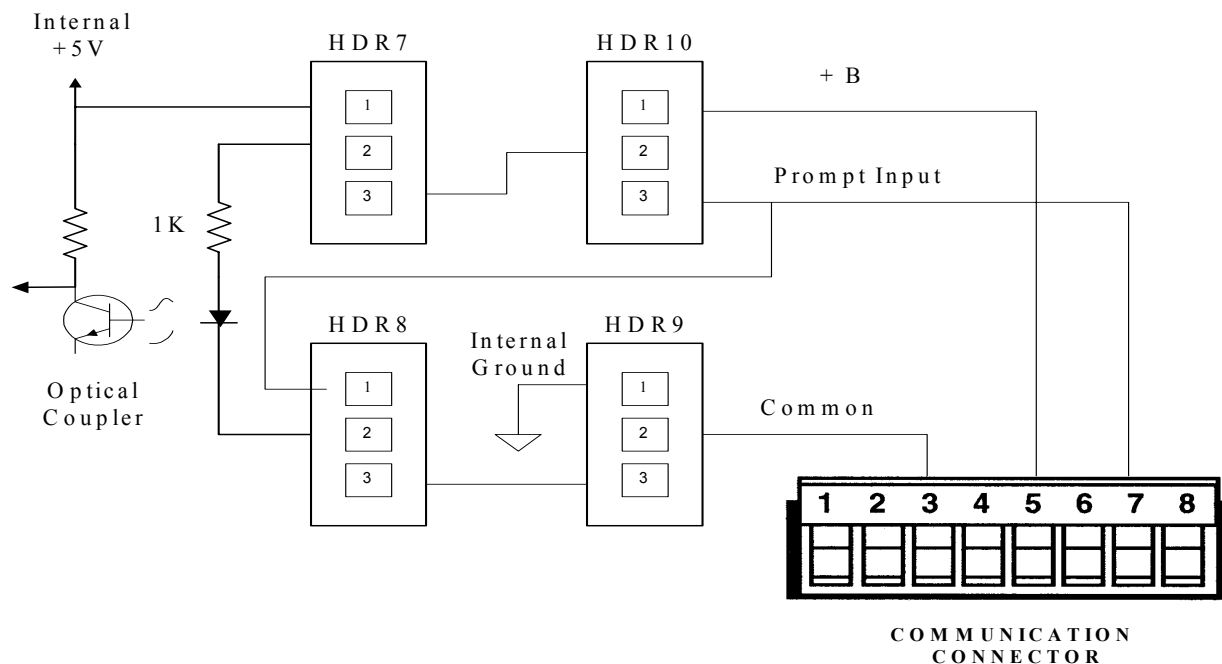 Internal
+5V
HDR7
1
2
3
HDR10
1
2
3
+ B
Prompt Input
1K
Optical
Coupler
HDR8
1
2
3
Internal
Ground
HDR9
1
2
3
Common
1 2 3 4 5 6 7 8
COMMUNICATION
CONNECTOR